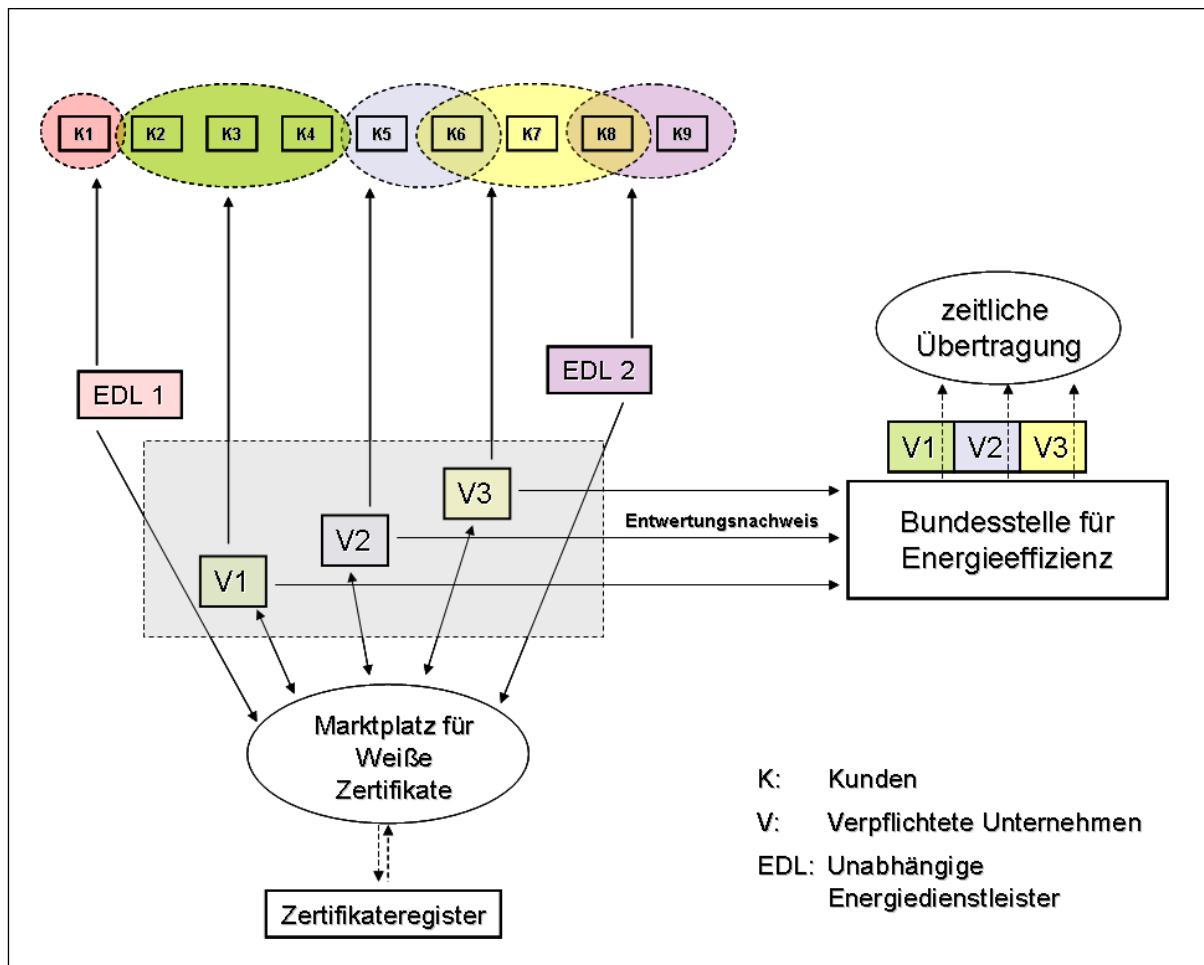 K1 K2 K3 K4 K5 K6 K7 K8 K9
zeitliche
Übertragung
EDL 1
EDL 2
V1 V2 V3
V3
Entwertungsnachweis
Bundesstelle für
Energieeffizienz
V2
V1
Marktplatz für
Weiße
Zertifikate
Zertifikateregister
K: Kunden
V: Verpflichtete Unternehmen
EDL: Unabhängige
Energiedienstleister